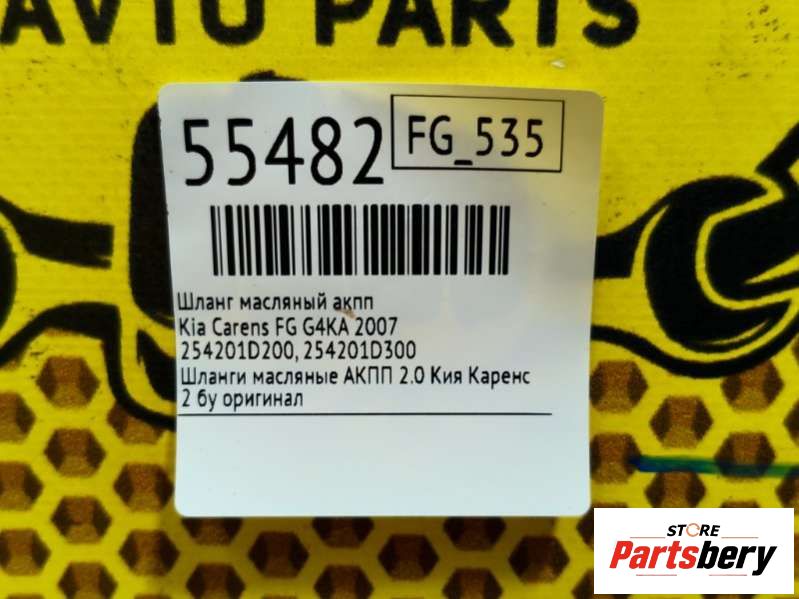 AVTO PARTS
55482
FG_535
Шланг масляный акпп
Kia Carens FG G4KA 2007
254201D200, 254201D300
Шланги масляные АКПП 2.0 Кия Каренс
2 бу оригинал
STORE
Partsbery